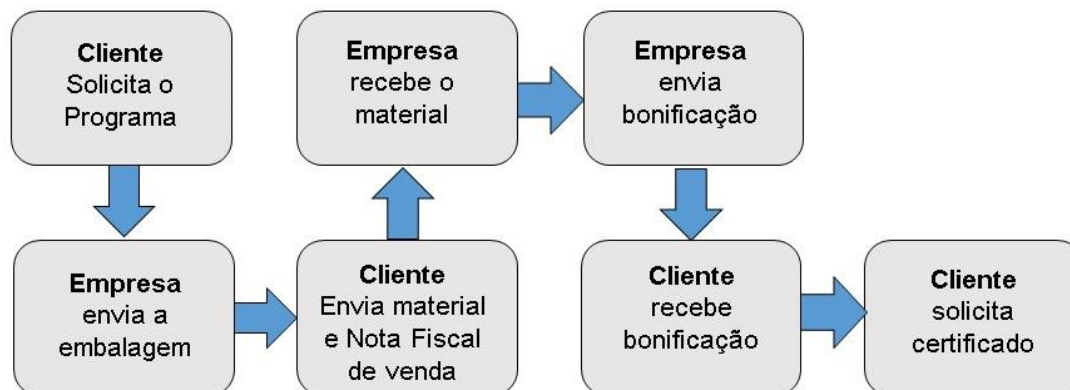 Cliente
Solicita o
Programa
Empresa
envia a
embalagem
Cliente
Envia material
e Nota Fiscal
de venda
Empresa
recebe o
material
Empresa
envia
bonificação
Cliente
recebe
bonificação
Cliente
solicita
certificado